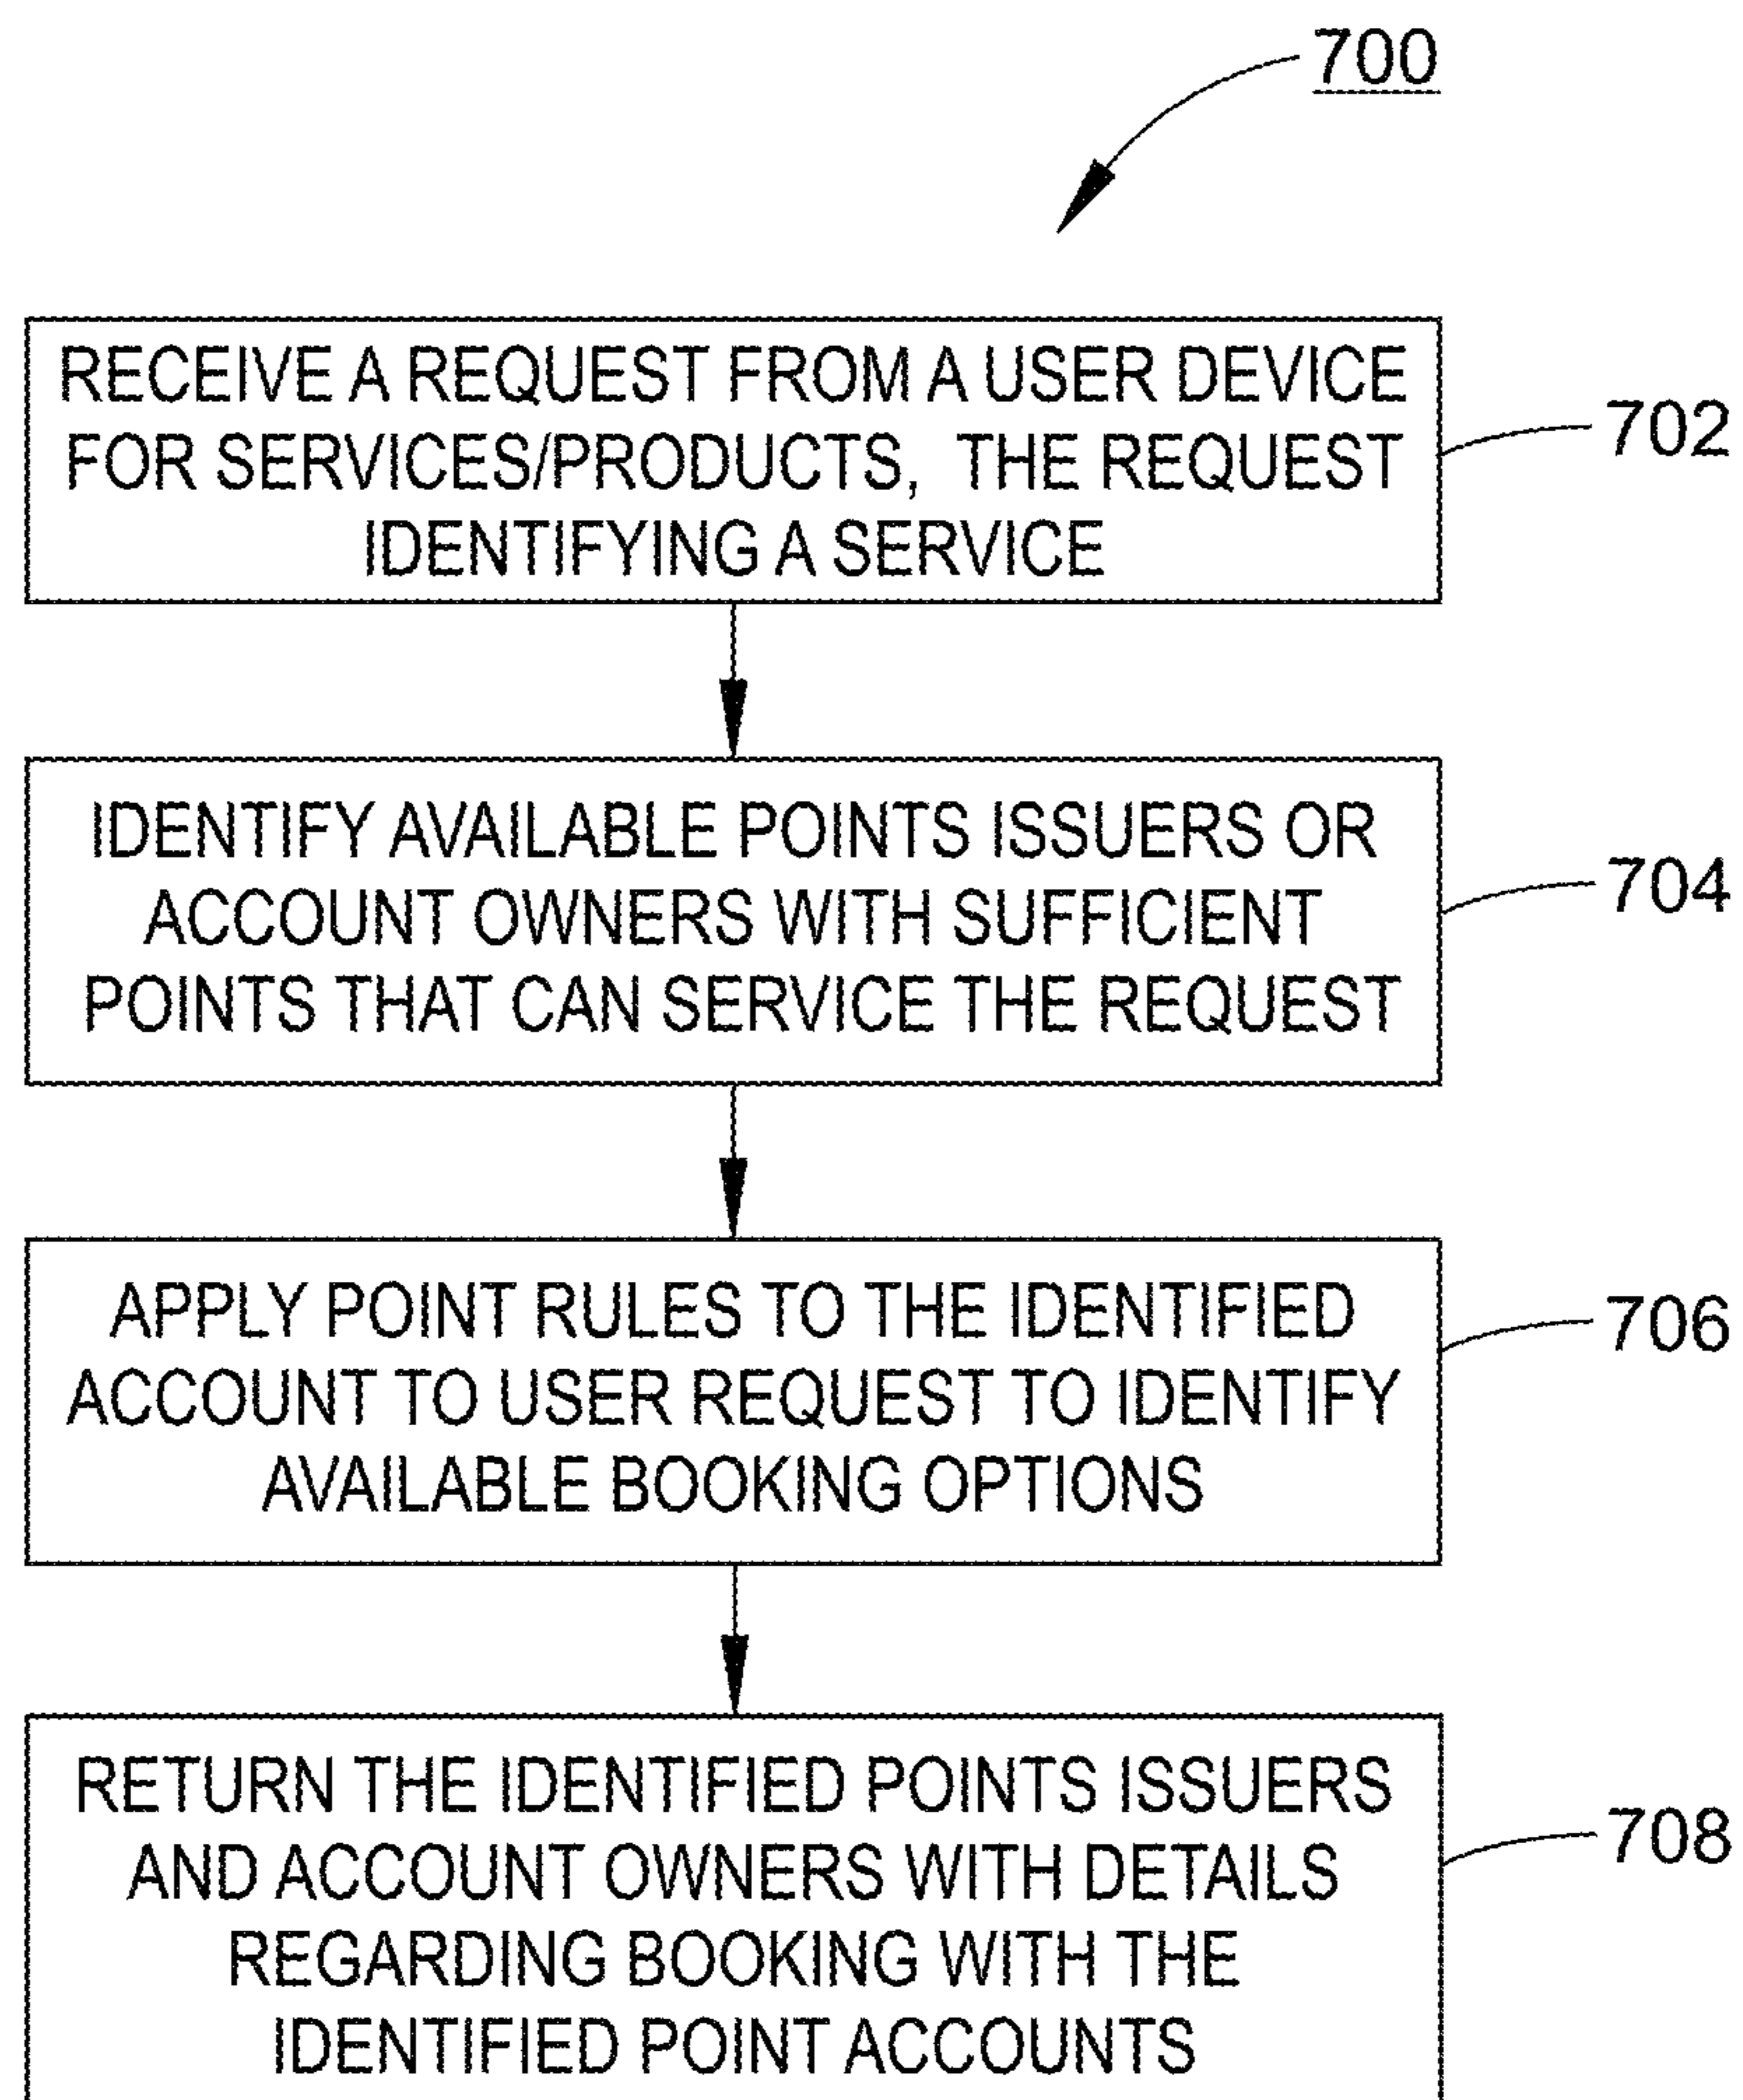 700
RECEIVE A REQUEST FROM A USER DEVICE
FOR SERVICES/PRODUCTS, THE REQUEST
IDENTIFYING A SERVICE
702
IDENTIFY AVAILABLE POINTS ISSUERS OR
ACCOUNT OWNERS WITH SUFFICIENT
POINTS THAT CAN SERVICE THE REQUEST
704
APPLY POINT RULES TO THE IDENTIFIED
ACCOUNT TO USER REQUEST TO IDENTIFY
AVAILABLE BOOKING OPTIONS
706
RETURN THE IDENTIFIED POINTS ISSUERS
AND ACCOUNT OWNERS WITH DETAILS
REGARDING BOOKING WITH THE
IDENTIFIED POINT ACCOUNTS
708